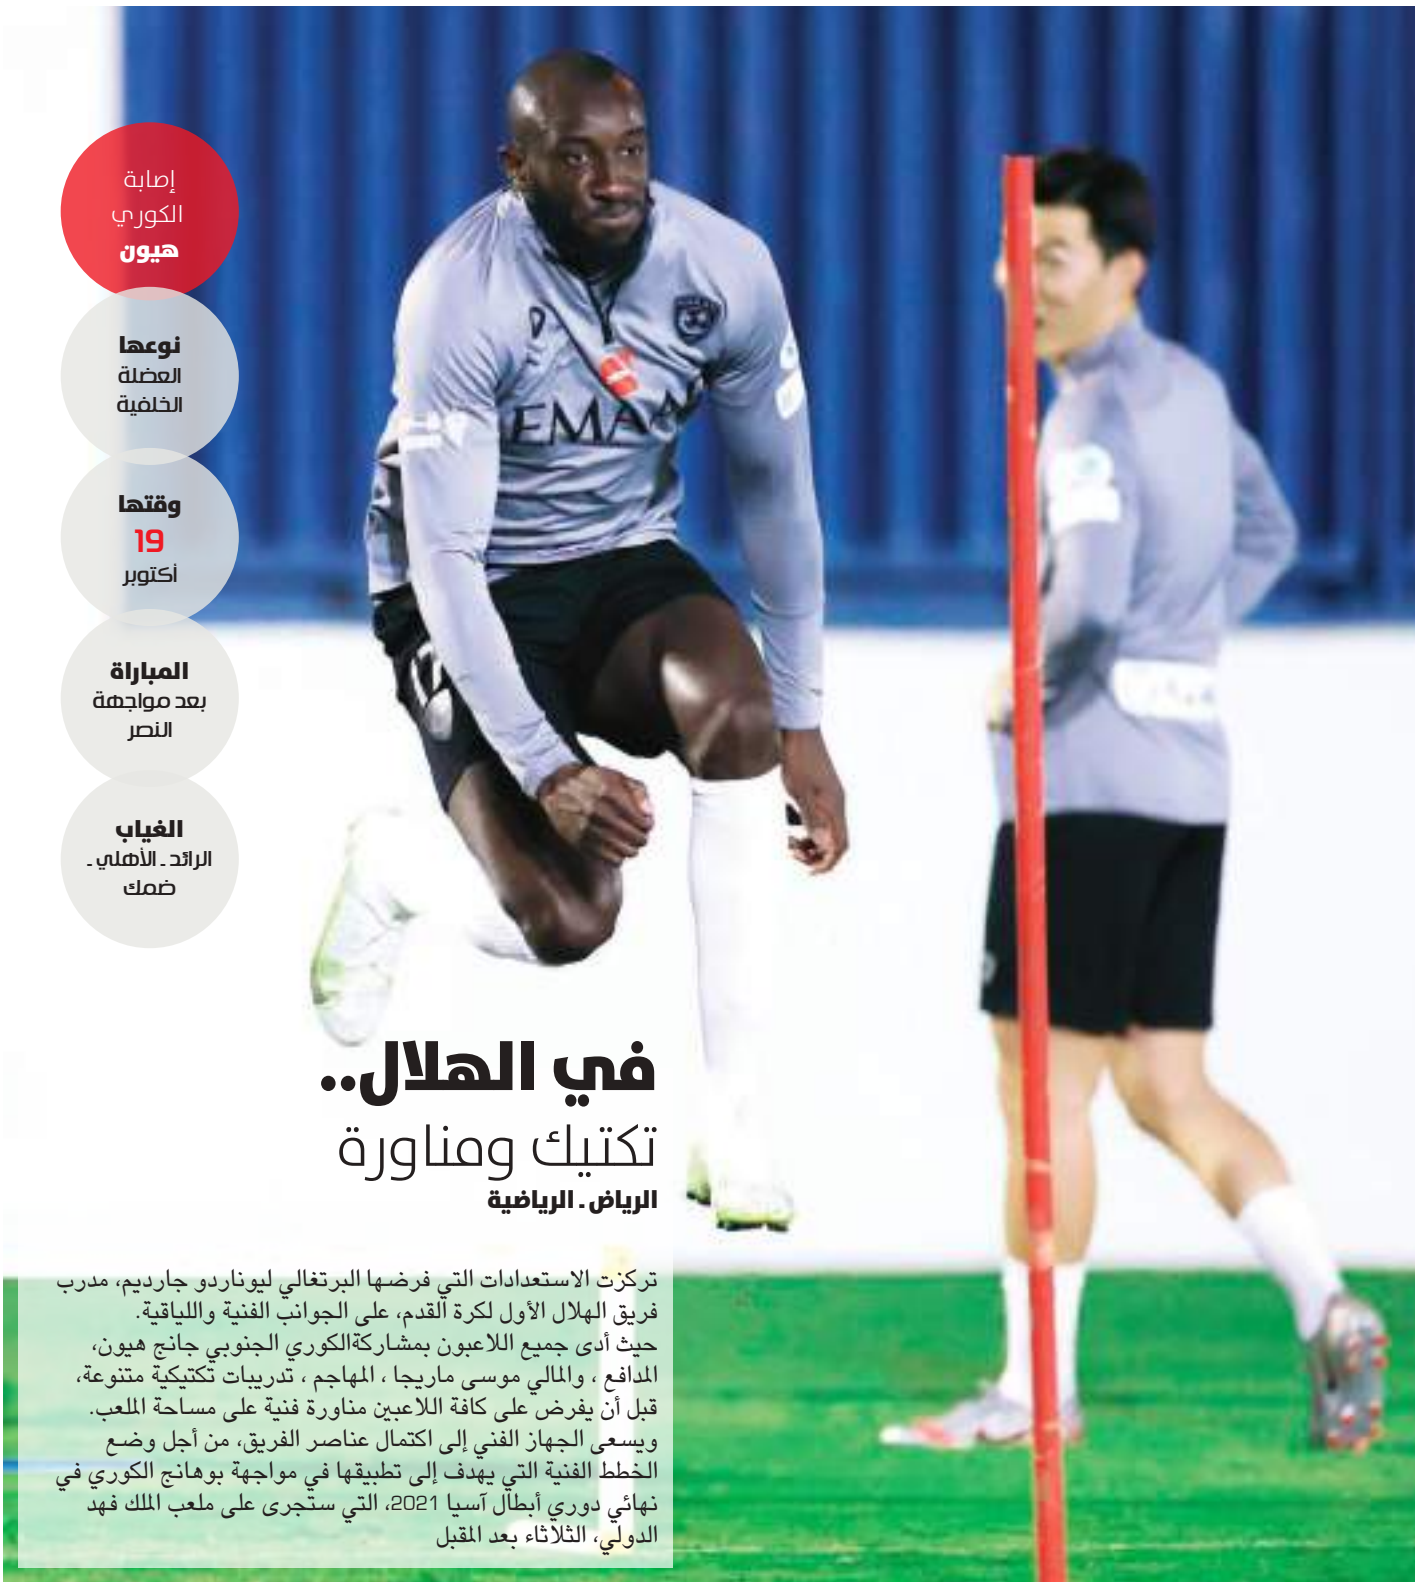 إصابة
الكوري
هيون
نوعها
العضلة
الخلفية
وقتها
19
أكتوبر
المباراة
بعد مواجهة
النصر
الغياب
الرائد ـ الأهلي ـ
ضمك
EMAA
في الهلال..
تكتيك ومناورة
الرياض ـ الرياضية
تركزت الاستعدادات التي فرضها البرتغالي ليوناردو جارديم، مدرب
فريق الهلال الأول لكرة القدم، على الجوانب الفنية واللياقية.
حيث أدى جميع اللاعبون بمشاركةالكوري الجنوبي جانج هيون،
المدافع ، والمالي موسى ماريجا ، المهاجم ، تدريبات تكتيكية متنوعة،
قبل أن يفرض على كافة اللاعبين مناورة فنية على مساحة الملعب.
ويسعى الجهاز الفني إلى اكتمال عناصر الفريق، من أجل وضع
الخطط الفنية التي يهدف إلى تطبيقها في مواجهة بوهانج الكوري في
نهائي دوري أبطال آسيا 2021، التي ستجرى على ملعب الملك فهد
الدولي، الثلاثاء بعد المقبل